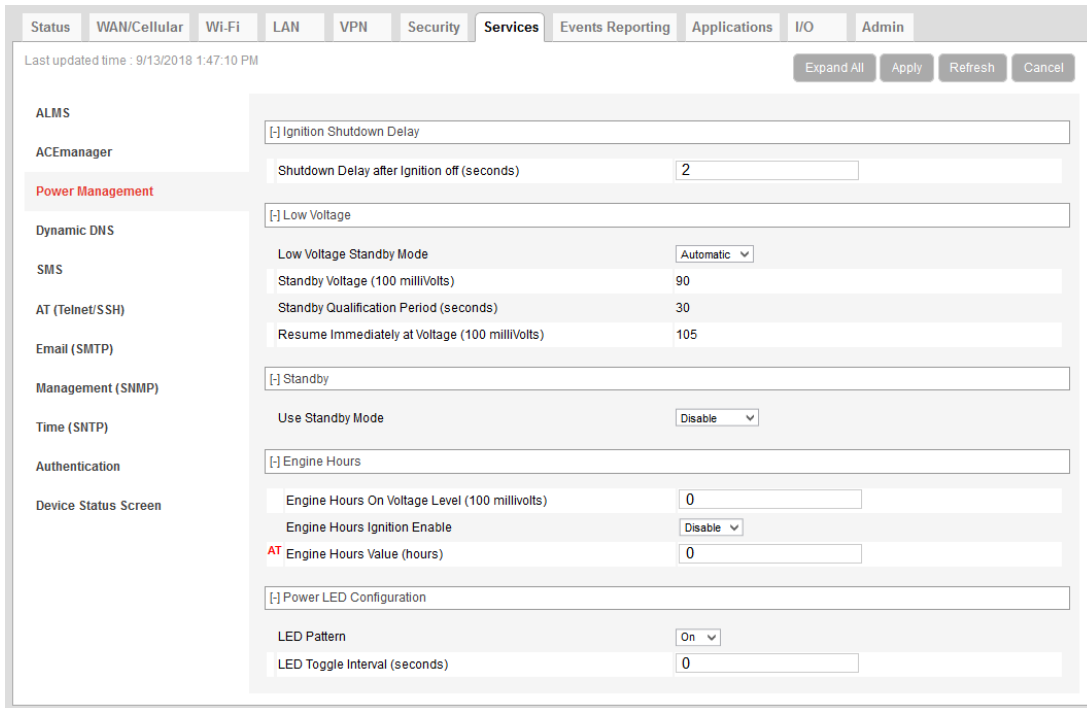 Status WAN/Cellular Wi-Fi LAN VPN Security Services Events Reporting Applications I/O Admin
Last updated time : 9/13/2018 1:47:10 PM
Expand All Apply Refresh Cancel
ALMS
ACEmanager
Power Management
Dynamic DNS
SMS
AT (Telnet/SSH)
Email (SMTP)
Management (SNMP)
Time (SNTP)
Authentication
Device Status Screen
[-] Ignition Shutdown Delay
Shutdown Delay after Ignition off (seconds) 2
[-] Low Voltage
Low Voltage Standby Mode Automatic
Standby Voltage (100 milliVolts) 90
Standby Qualification Period (seconds) 30
Resume Immediately at Voltage (100 milliVolts) 105
[-] Standby
Use Standby Mode Disable
[-] Engine Hours
Engine Hours On Voltage Level (100 millivolts) 0
Engine Hours Ignition Enable Disable
AT Engine Hours Value (hours) 0
[-] Power LED Configuration
LED Pattern On
LED Toggle Interval (seconds) 0